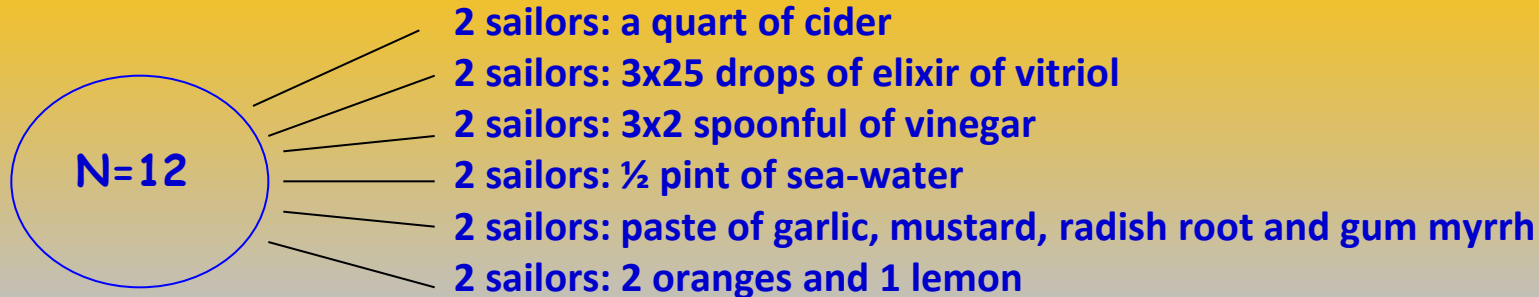 2 sailors: a quart of cider
2 sailors: 3x25 drops of elixir of vitriol
2 sailors: 3x2 spoonful of vinegar
N=12
2 sailors: ½ pint of sea-water
2 sailors: paste of garlic, mustard, radish root and gum myrrh
2 sailors: 2 oranges and 1 lemon